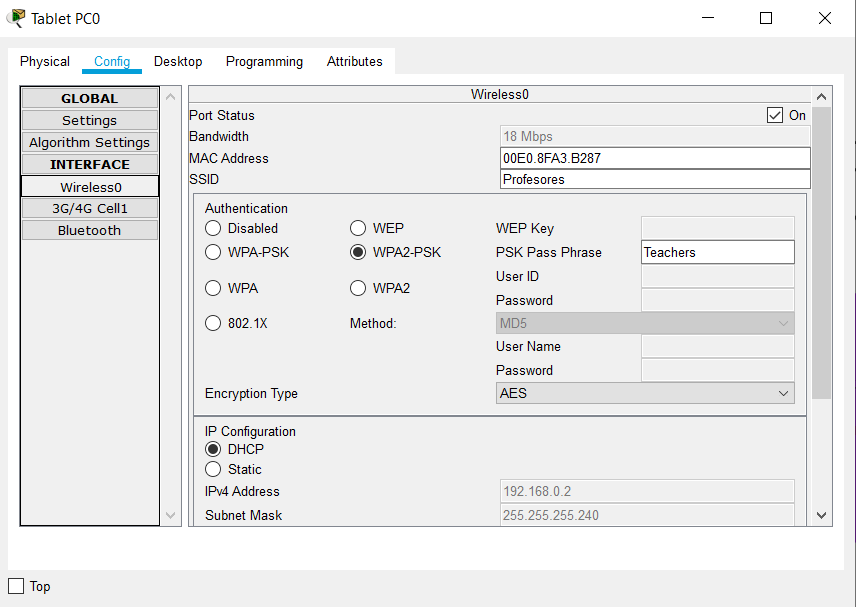 Tablet PC0
Physical Config Desktop Programming Attributes
GLOBAL
Settings
Algorithm Settings
INTERFACE
Wireless0
3G/4G Cell1
Bluetooth
Wireless0
Port Status On
Bandwidth 18 Mbps
MAC Address 00E0.8FA3.B287
SSID Profesores
Authentication
Disabled WEP WEP Key
WPA-PSK WPA2-PSK PSK Pass Phrase Teachers
User ID
WPA WPA2
Password
802.1X Method: MD5
User Name
Password
Encryption Type AES
IP Configuration
DHCP
Static
IPv4 Address 192.168.0.2
Subnet Mask 255.255.255.240
Top